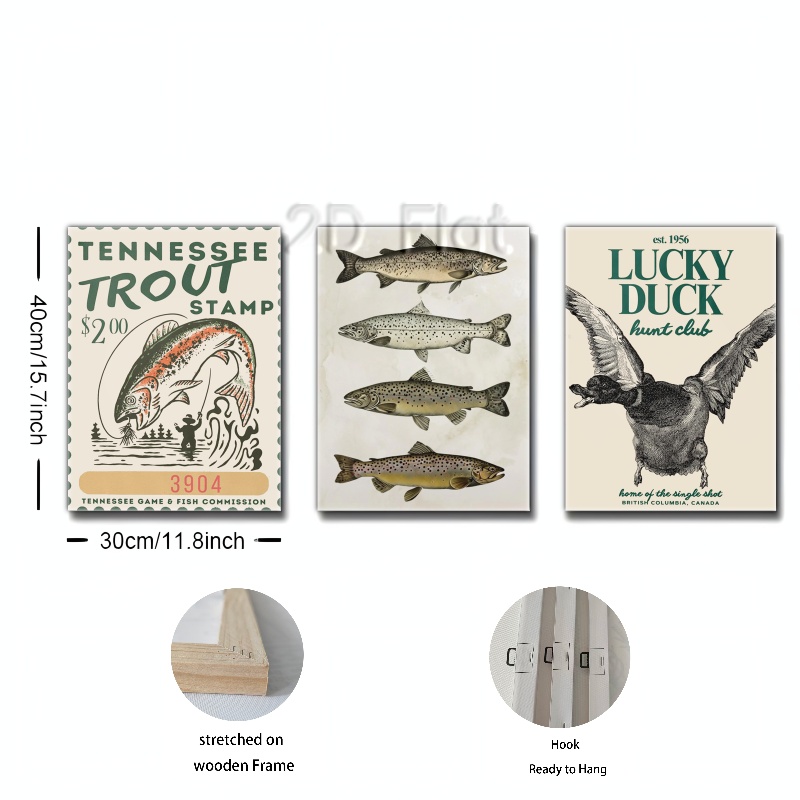 2D Flat
TENNESSEE
TROUT
STAMP
$2.00
3904
TENNESSEE GAME & FISH COMMISSION
est. 1956
LUCKY
DUCK
hunt club
home of the single shot
BRITISH COLUMBIA, CANADA
40cm/15.7inch
30cm/11.8inch
stretched on
wooden Frame
Hook
Ready to Hang